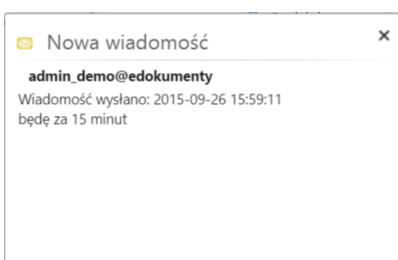 Nowa wiadomość
admin_demo@edokumenty
Wiadomość wysłano: 2015-09-26 15:59:11
będę za 15 minut